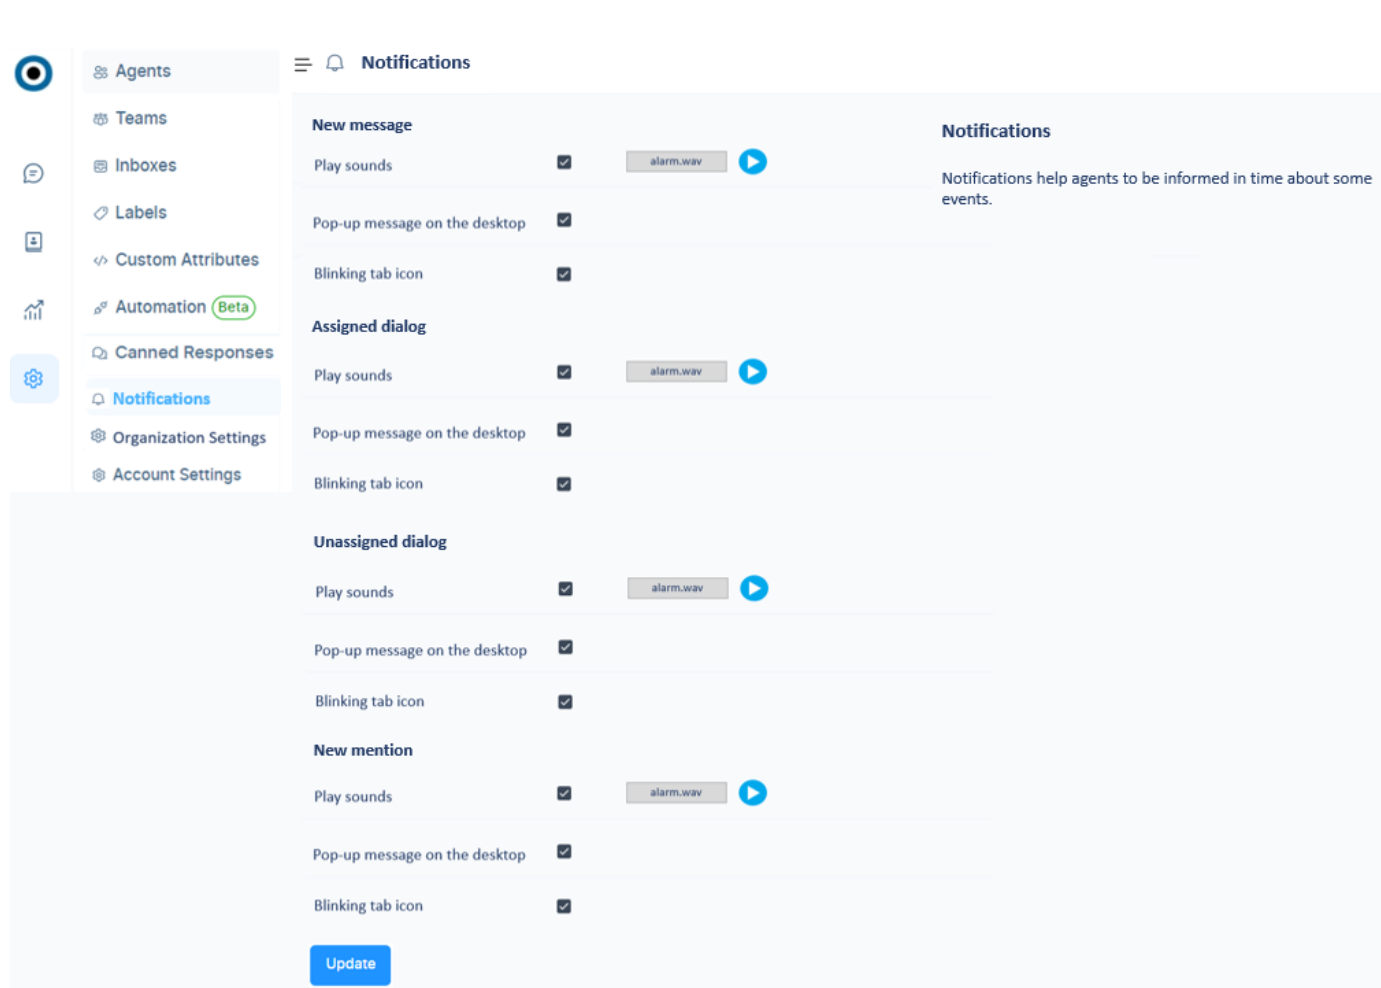 Agents
Teams
Inboxes
Labels
Custom Attributes
Automation Beta
Canned Responses
Notifications
Organization Settings
Account Settings
Notifications
New message
Play sounds alarm.wav
Pop-up message on the desktop
Blinking tab icon
Assigned dialog
Play sounds alarm.wav
Pop-up message on the desktop
Blinking tab icon
Unassigned dialog
Play sounds alarm.wav
Pop-up message on the desktop
Blinking tab icon
New mention
Play sounds alarm.wav
Pop-up message on the desktop
Blinking tab icon
Update
Notifications
Notifications help agents to be informed in time about some
events.